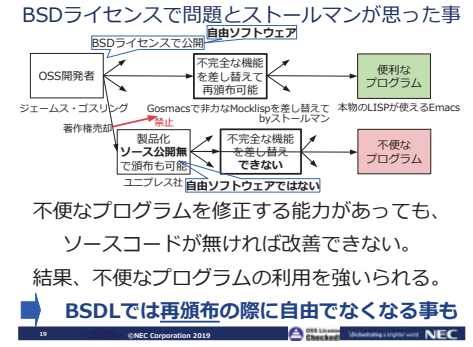 BSDライセンスで問題とストールマンが思った事
自由ソフトウェア
BSDライセンスで公開
OSS開発者
不完全な機能
を差し替えて
再頒布可能
便利な
プログラム
ジェームス・ゴスリング
Gosmacsで非力なMocklispを差し替えて
byストールマン
本物のLISPが使えるEmacs
著作権売却
禁止
製品化
ソース公開無
で頒布も可能
不完全な機能
を差し替え
できない
不便な
プログラム
ユニプレス社
自由ソフトウェアではない
不便なプログラムを修正する能力があっても、
ソースコードが無ければ改善できない。
結果、不便なプログラムの利用を強いられる。
BSDLでは再頒布の際に自由でなくなる事も
19
©NEC Corporation 2019
OSS License
Checked!
Orchestrating a brighter world
NEC